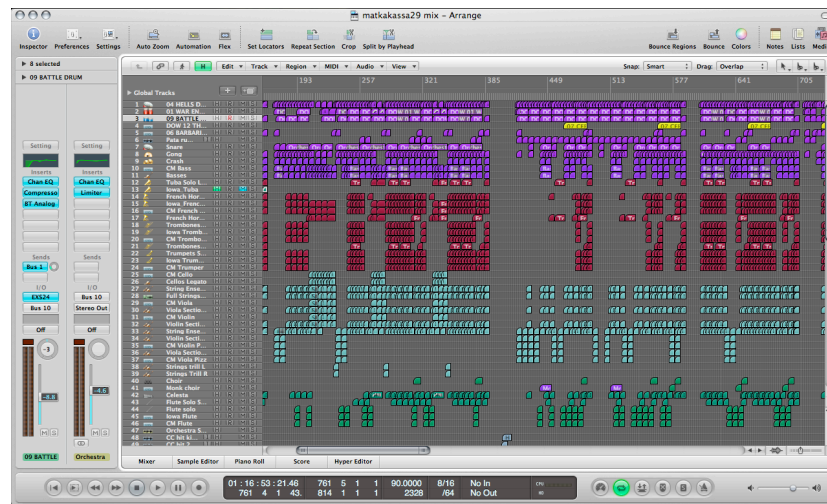 matkakassa29 mix – Arrange
Inspector Preferences Settings Auto Zoom Automation Flex Set Locators Repeat Section Crop Split by Playhead Bounce Regions Bounce Colors Notes Lists
8 selected
09 BATTLE DRUM
Edit Track Region MIDI Audio View Snap: Smart Drag: Overlap
Global Tracks
193 257 321 385 449 513 577 641 705
1 04 HELLS D...
2 01 WAR EN...
3 09 BATTLE
4 DOW 12 TH...
5 06 BARBARI...
6 Pata ru...
7 Snare
8 Gong
9 Crash
10 CM Bass
11 Basses
12 Tuba Solo L...
13 Iowa Tuba
14 French Hor...
15 Iowa Frenc...
16 CM French ...
17 French Hor...
18 Trombones...
19 Iowa Tromb...
20 CM Trombo...
21 Trombones...
22 Trumpets S...
23 Iowa Trum...
24 CM Trumper
25 CM Cello
26 Cellos Legato
27 String Ense...
28 Full Strings...
29 CM Viola
30 Viola Sectio...
31 CM Violin
32 Violin Secti...
33 String Ense...
34 Violin Secti...
35 CM Violin P...
36 Viola Sectio...
37 CM Viola Pizz
38 Strings trill L
39 Strings Trill R
40 Choir
41 Monk choir
42 Celesta
43 Flute Solo S...
44 Flute solo
45 Iowa Flute
46 CM Flute
47 Orchestra S...
48 CC hit ki...
49 CC hit 2
Setting Setting
Inserts Inserts
Chan EQ Chan EQ
Compresso Limiter
BT Analog
Sends Sends
Bus 1
I/O I/O
EXS24 Bus 10
Bus 10 Stereo Out
Off Off
-3
-4.8 -4.6
M S M S
09 BATTLE Orchestra
Mixer Sample Editor Piano Roll Score Hyper Editor
01 : 16 : 53 : 21.46 761 5 1 1 90.0000 8/16 No In CPU
761 4 1 43. 814 1 1 1 2328 /64 No Out HD